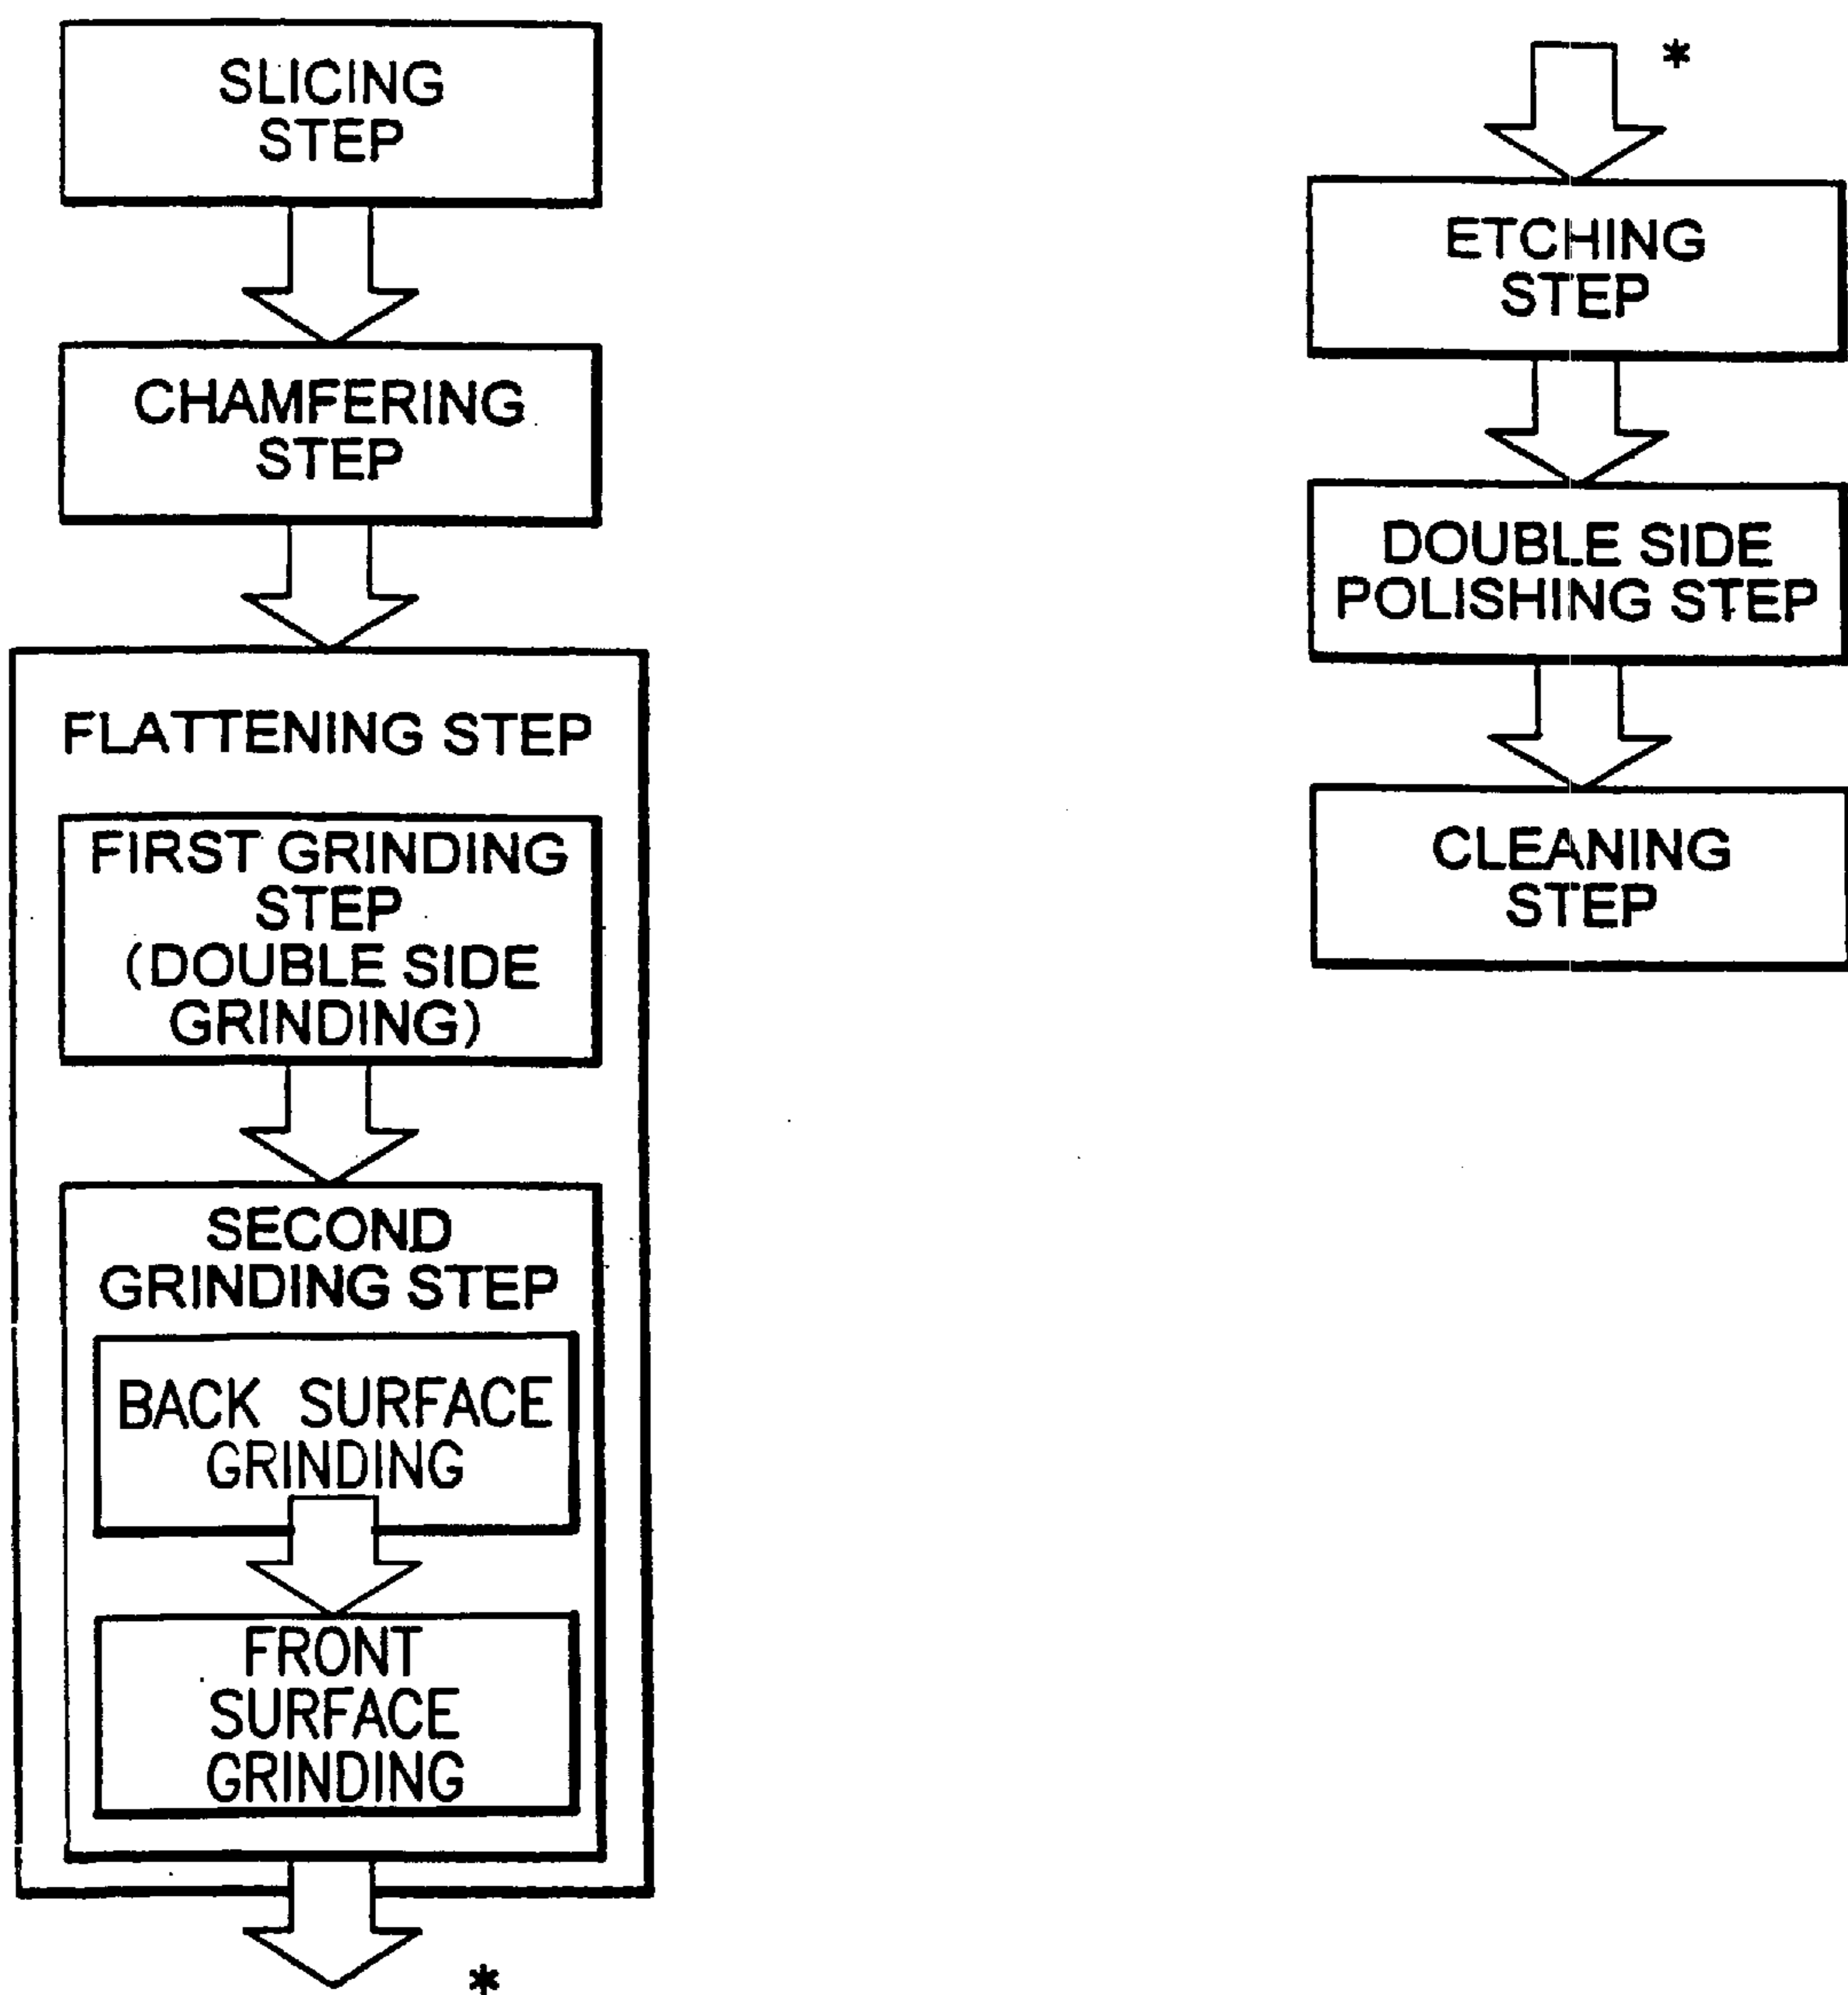 SLICING
STEP
CHAMFERING
STEP
FLATTENING STEP
FIRST GRINDING
STEP
(DOUBLE SIDE
GRINDING)
SECOND
GRINDING STEP
BACK SURFACE
GRINDING
FRONT
SURFACE
GRINDING
*
*
ETCHING
STEP
DOUBLE SIDE
POLISHING STEP
CLEANING
STEP